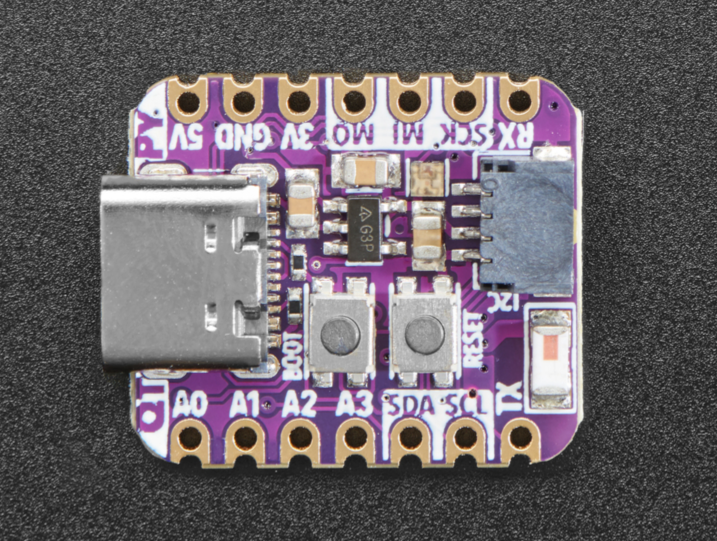 5V GND 3V MO MI SCK RX
PY
G3P
I2C
BOOT
RESET
QT
A0 A1 A2 A3 SDA SCL TX